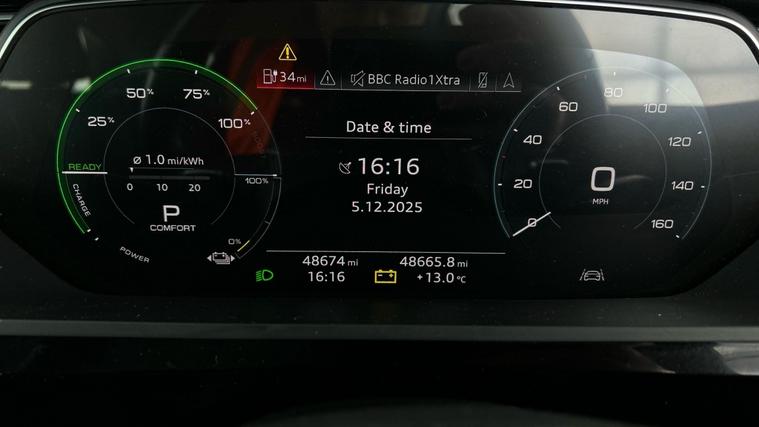 34mi
BBC Radio1Xtra
Date & time
16:16
Friday
5.12.2025
25%
50%
75%
100%
READY
CHARGE
POWER
ø 1.0 mi/kWh
0 10 20
P
COMFORT
100%
0%
0
20
40
60
80
100
120
140
160
0
MPH
48674 mi
48665.8 mi
16:16
+13.0 °C